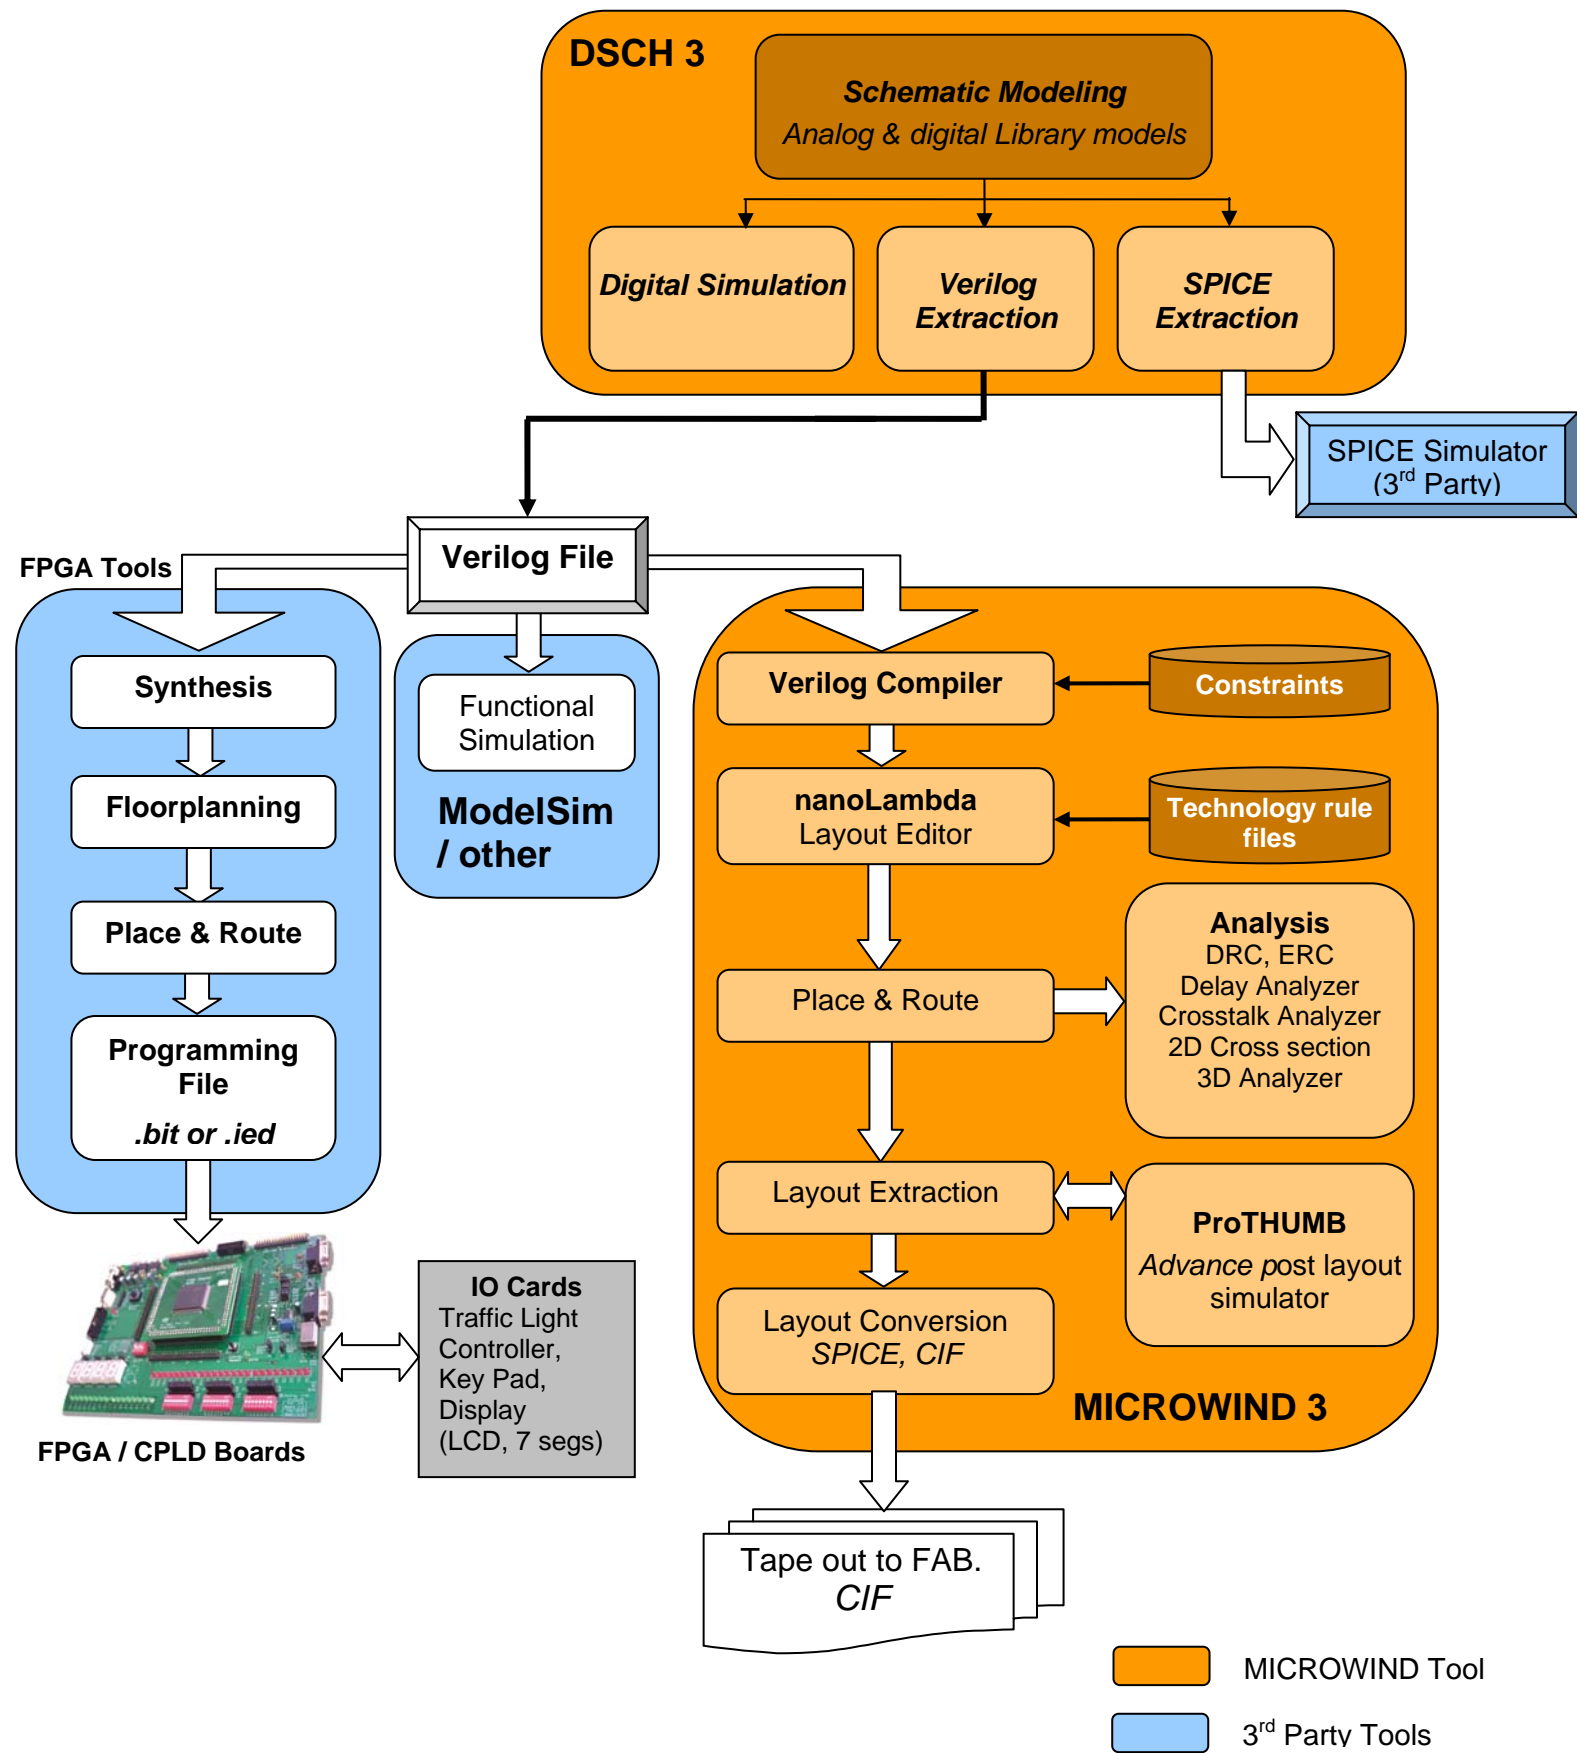 DSCH 3
Schematic Modeling
Analog & digital Library models
Digital Simulation
Verilog
Extraction
SPICE
Extraction
SPICE Simulator
(3rd Party)
Verilog File
FPGA Tools
Synthesis
Floorplanning
Place & Route
Programming
File
.bit or .ied
FPGA / CPLD Boards
Functional
Simulation
ModelSim
/ other
IO Cards
Traffic Light
Controller,
Key Pad,
Display
(LCD, 7 segs)
Verilog Compiler
Constraints
nanoLambda
Layout Editor
Technology rule
files
Place & Route
Analysis
DRC, ERC
Delay Analyzer
Crosstalk Analyzer
2D Cross section
3D Analyzer
Layout Extraction
ProTHUMB
Advance post layout
simulator
Layout Conversion
SPICE, CIF
MICROWIND 3
Tape out to FAB.
CIF
MICROWIND Tool
3rd Party Tools